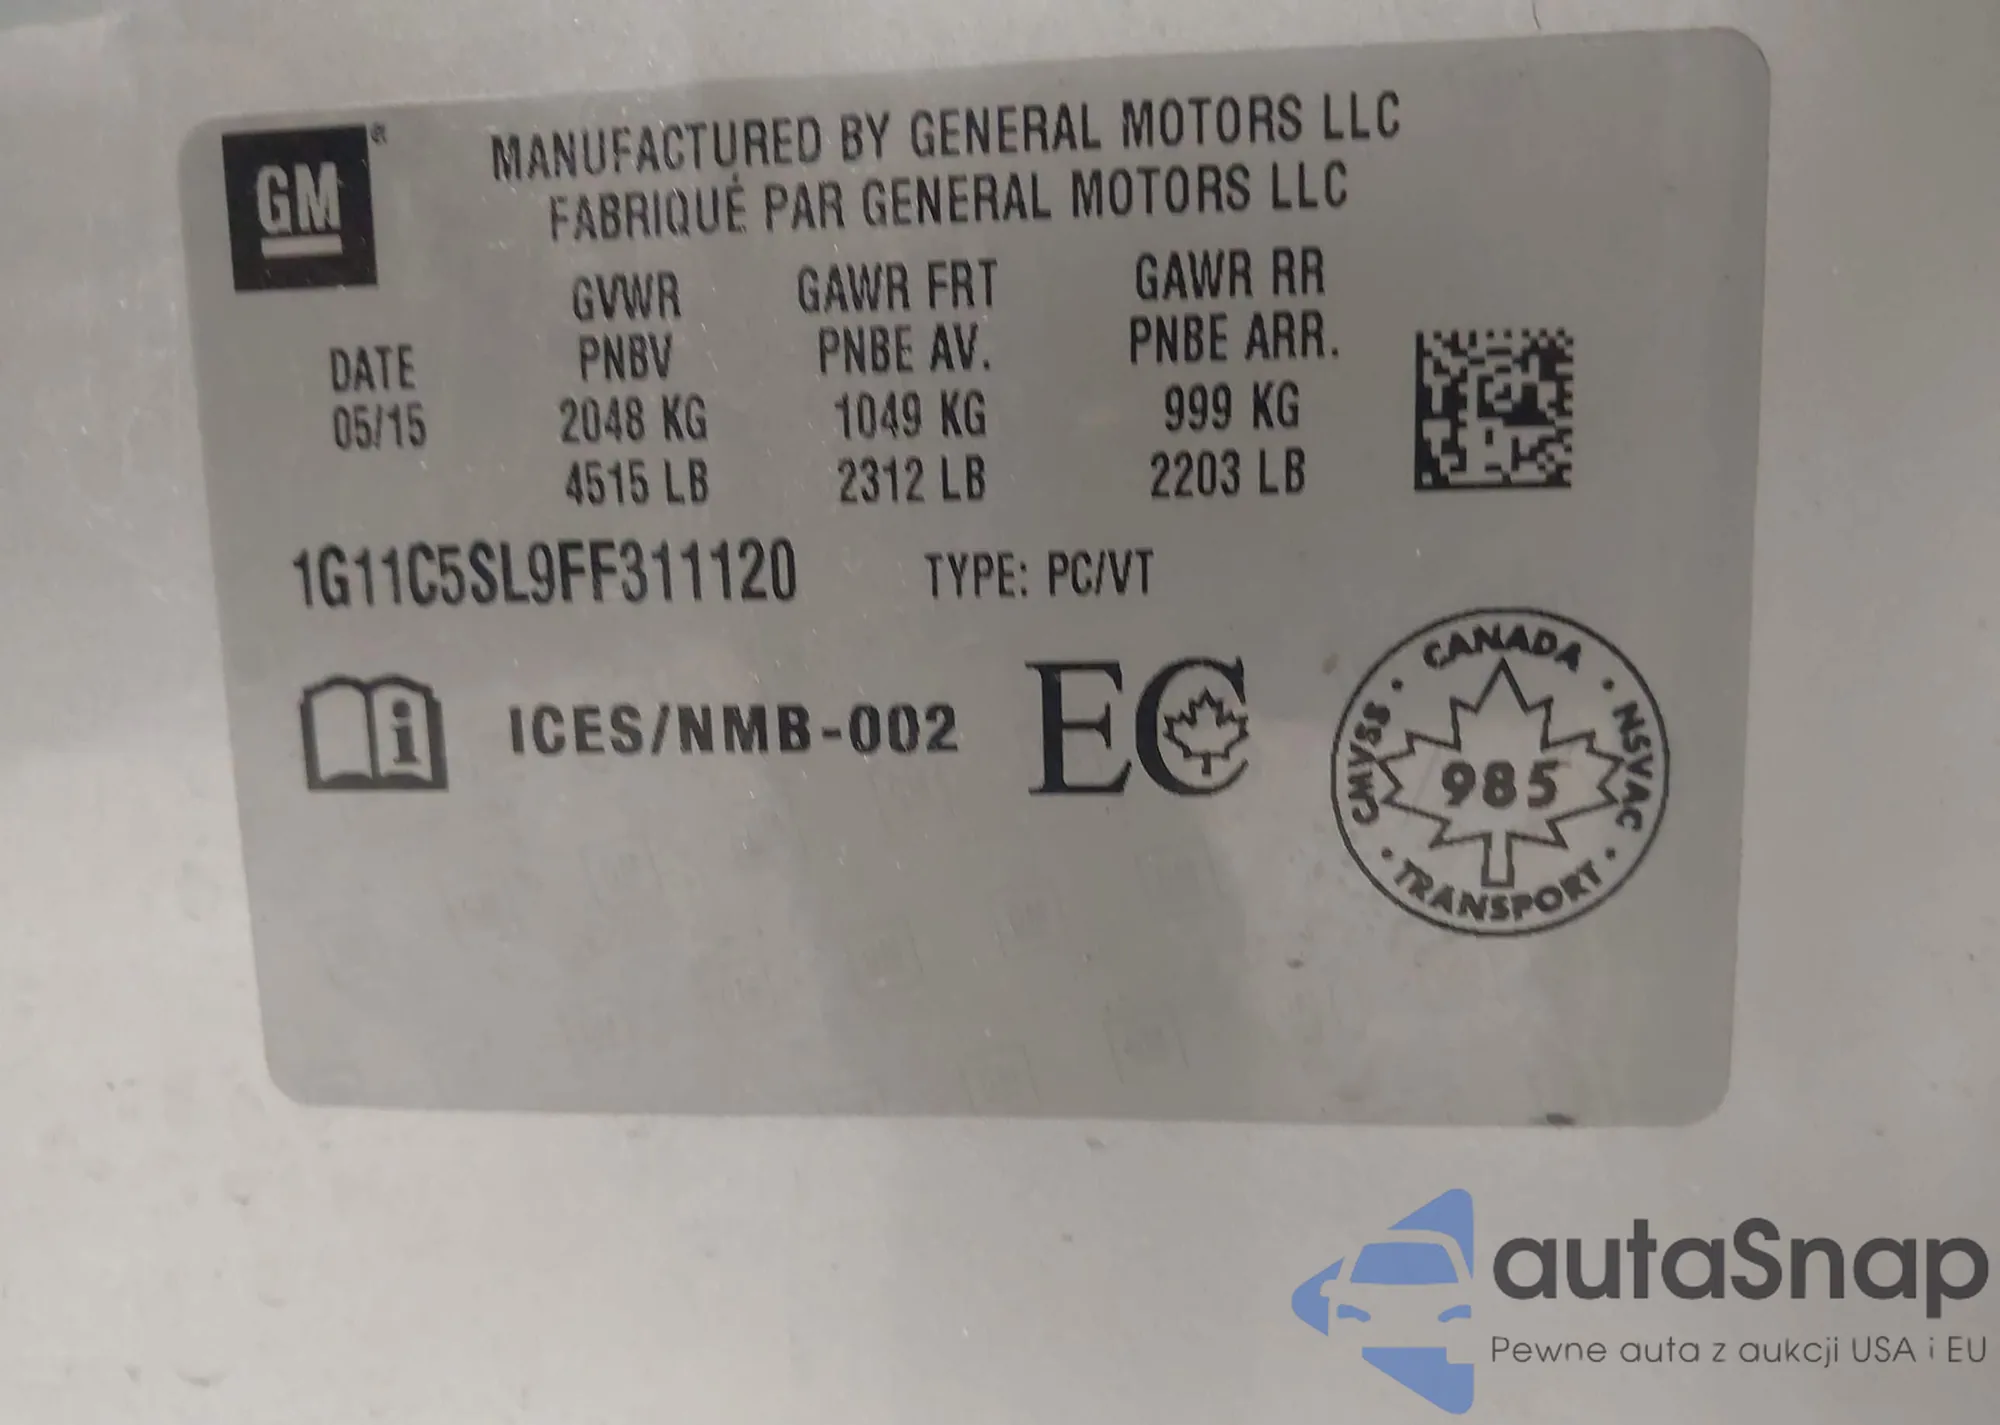 GM®
MANUFACTURED BY GENERAL MOTORS LLC
FABRIQUÉ PAR GENERAL MOTORS LLC
DATE
05/15
GVWR
PNBV
2048 KG
4515 LB
GAWR FRT
PNBE AV.
1049 KG
2312 LB
GAWR RR
PNBE ARR.
999 KG
2203 LB
1G11C5SL9FF311120 TYPE: PC/VT
i ICES/NMB-002 EC
CANADA
CMVSS
NSVAC
985
TRANSPORT
autaSnap
Pewne auta z aukcji USA i EU